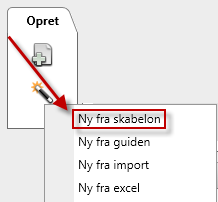 Opret
Ny fra skabelon
Ny fra guiden
Ny fra import
Ny fra excel